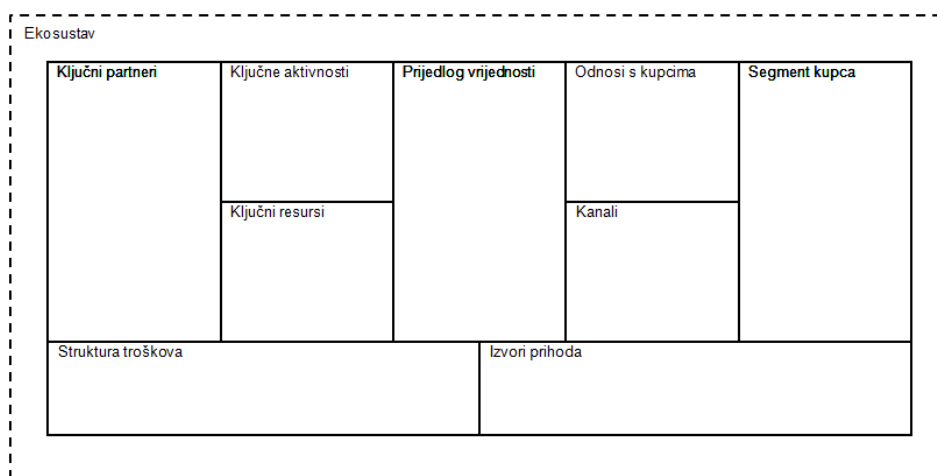 Ekosustav
Ključni partneri
Ključne aktivnosti
Prijedlog vrijednosti
Odnosi s kupcima
Segment kupca
Ključni resursi
Kanali
Struktura troškova
Izvori prihoda